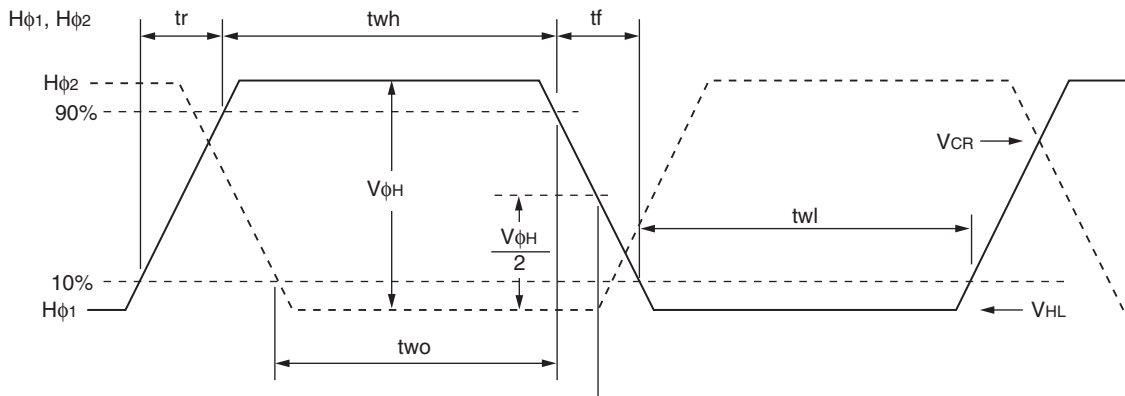 Hϕ1, Hϕ2
tr
twh
tf
Hϕ2
90%
VCR
VϕH
VϕH
2
twl
10%
Hϕ1
VHL
two